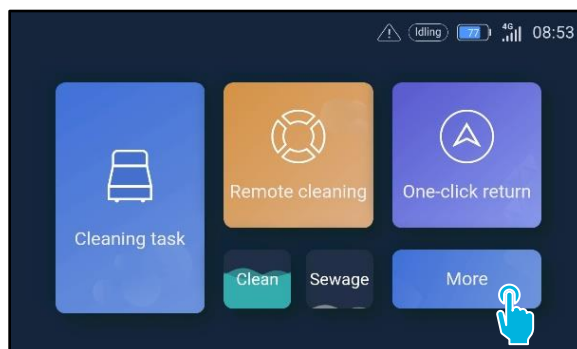 Idling 77 4G 08:53
Remote cleaning
One-click return
Cleaning task
Clean
Sewage
More